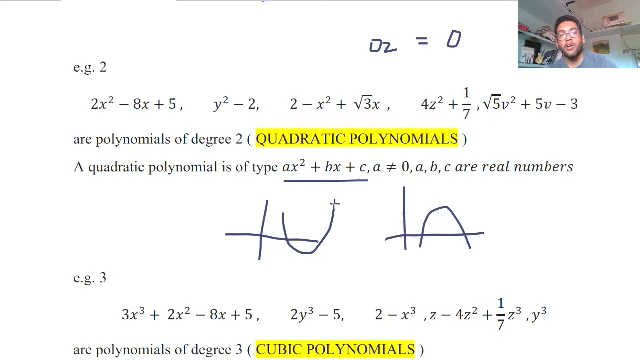 0z = 0
e.g. 2
2x² − 8x + 5, y² − 2, 2 − x² + √3x, 4z² + 1/7, √5v² + 5v − 3
are polynomials of degree 2 ( QUADRATIC POLYNOMIALS )
A quadratic polynomial is of type ax² + bx + c, a ≠ 0, a, b, c are real numbers
e.g. 3
3x³ + 2x² − 8x + 5, 2y³ − 5, 2 − x³, z − 4z² + 1/7 z³, y³
are polynomials of degree 3 ( CUBIC POLYNOMIALS )